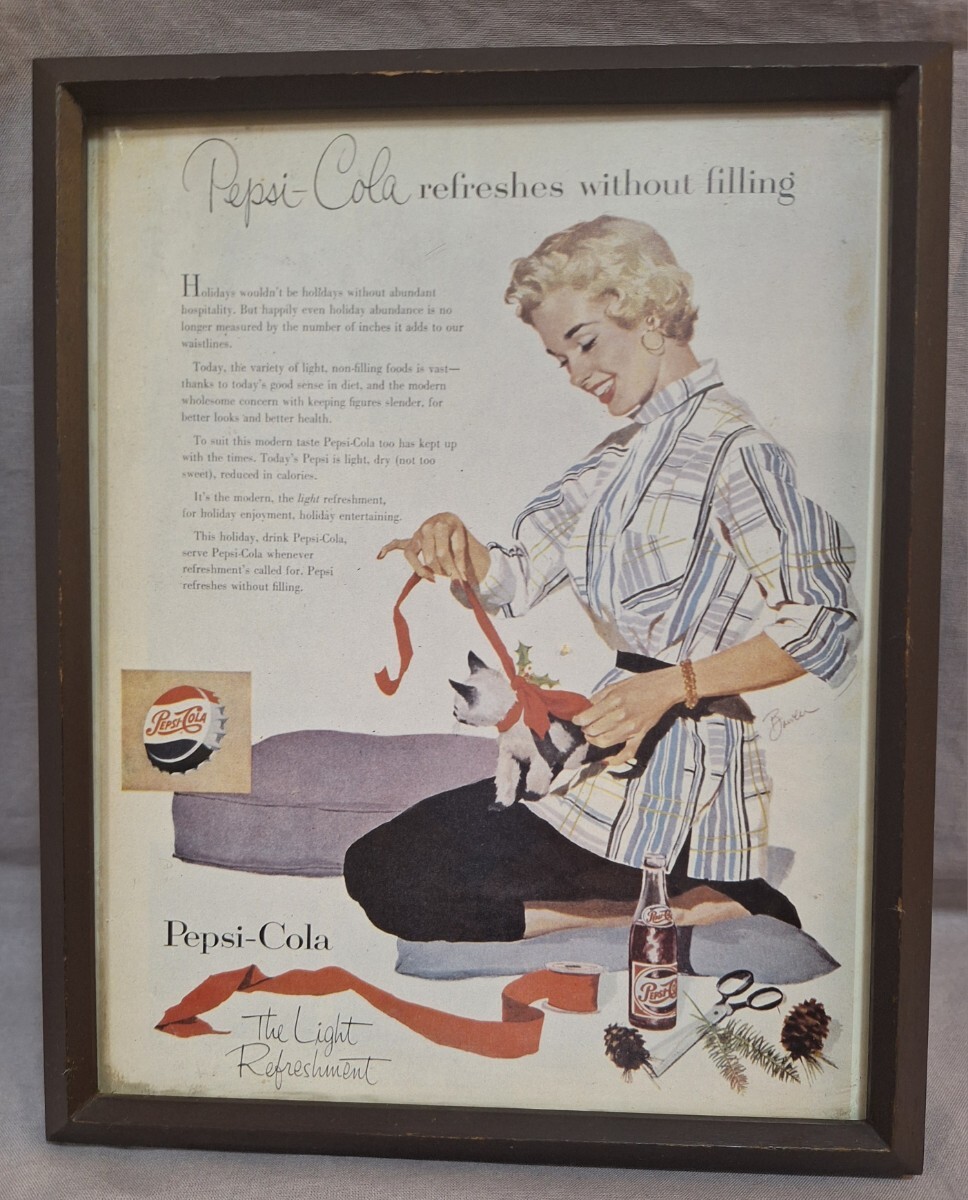 Pepsi-Cola refreshes without filling
Holidays wouldn't be holidays without abundant
hospitality. But happily even holiday abundance is no
longer measured by the number of inches it adds to our
waistlines.
Today, the variety of light, non-filling foods is vast—
thanks to today's good sense in diet, and the modern
wholesome concern with keeping figures slender, for
better looks and better health.
To suit this modern taste Pepsi-Cola too has kept up
with the times. Today's Pepsi is light, dry (not too
sweet), reduced in calories.
It's the modern, the light refreshment,
for holiday enjoyment, holiday entertaining.
This holiday, drink Pepsi-Cola,
serve Pepsi-Cola whenever
refreshment's called for. Pepsi
refreshes without filling.
PEPSI-COLA
Pepsi-Cola
The Light
Refreshment